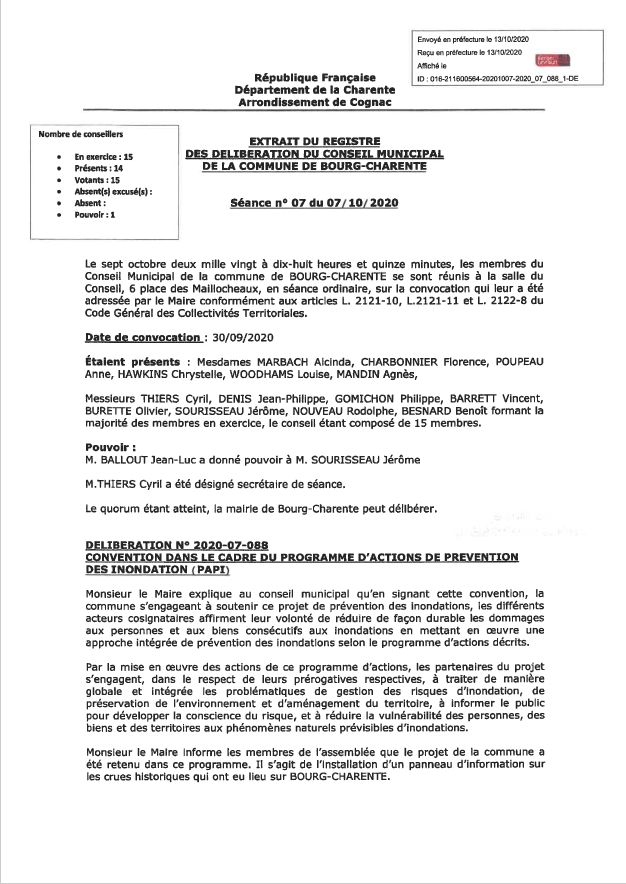 Envoyé en préfecture le 13/10/2020
Reçu en préfecture le 13/10/2020
Affiché le
ID : 016-211600564-20201007-2020_07_088_1-DE
République Française
Département de la Charente
Arrondissement de Cognac
Nombre de conseillers
• En exercice : 15
• Présents : 14
• Votants : 15
• Absent(s) excusé(s) :
• Absent :
• Pouvoir : 1
EXTRAIT DU REGISTRE
DES DELIBERATION DU CONSEIL MUNICIPAL
DE LA COMMUNE DE BOURG-CHARENTE
Séance n° 07 du 07/10/2020
Le sept octobre deux mille vingt à dix-huit heures et quinze minutes, les membres du
Conseil Municipal de la commune de BOURG-CHARENTE se sont réunis à la salle du
Conseil, 6 place des Maillocheaux, en séance ordinaire, sur la convocation qui leur a été
adressée par le Maire conformément aux articles L. 2121-10, L.2121-11 et L. 2122-8 du
Code Général des Collectivités Territoriales.
Date de convocation : 30/09/2020
Étaient présents : Mesdames MARBACH Alcinda, CHARBONNIER Florence, POUPEAU
Anne, HAWKINS Chrystelle, WOODHAMS Louise, MANDIN Agnès,
Messieurs THIERS Cyril, DENIS Jean-Philippe, GOMICHON Philippe, BARRETT Vincent,
BURETTE Olivier, SOURISSEAU Jérôme, NOUVEAU Rodolphe, BESNARD Benoît formant la
majorité des membres en exercice, le conseil étant composé de 15 membres.
Pouvoir :
M. BALLOUT Jean-Luc a donné pouvoir à M. SOURISSEAU Jérôme
M.THIERS Cyril a été désigné secrétaire de séance.
Le quorum étant atteint, la mairie de Bourg-Charente peut délibérer.
DELIBERATION N° 2020-07-088
CONVENTION DANS LE CADRE DU PROGRAMME D'ACTIONS DE PREVENTION
DES INONDATION (PAPI)
Monsieur le Maire explique au conseil municipal qu'en signant cette convention, la
commune s'engageant à soutenir ce projet de prévention des inondations, les différents
acteurs cosignataires affirment leur volonté de réduire de façon durable les dommages
aux personnes et aux biens consécutifs aux inondations en mettant en œuvre une
approche intégrée de prévention des inondations selon le programme d'actions décrits.
Par la mise en œuvre des actions de ce programme d'actions, les partenaires du projet
s'engagent, dans le respect de leurs prérogatives respectives, à traiter de manière
globale et intégrée les problématiques de gestion des risques d'inondation, de
préservation de l'environnement et d'aménagement du territoire, à informer le public
pour développer la conscience du risque, et à réduire la vulnérabilité des personnes, des
biens et des territoires aux phénomènes naturels prévisibles d'inondations.
Monsieur le Maire informe les membres de l'assemblée que le projet de la commune a
été retenu dans ce programme. Il s'agit de l'installation d'un panneau d'information sur
les crues historiques qui ont eu lieu sur BOURG-CHARENTE.